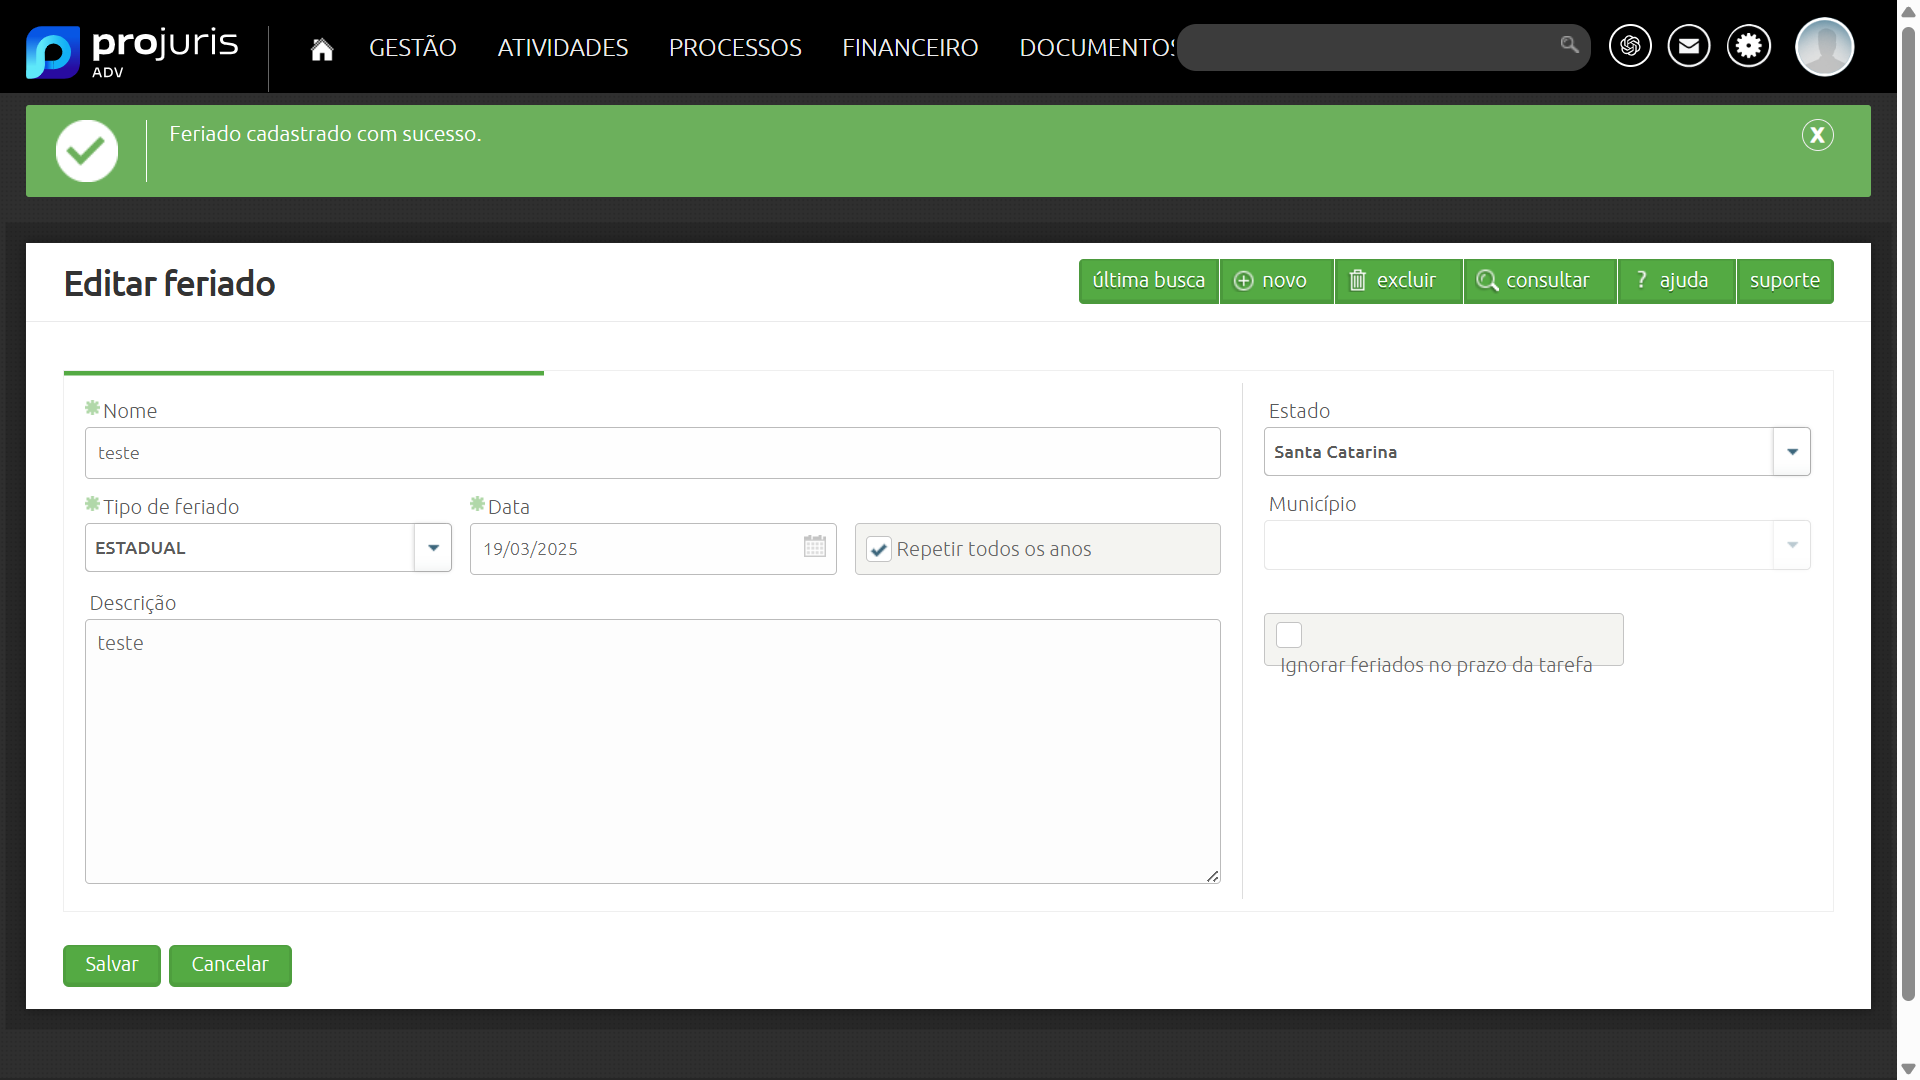 projuris
ADV
GESTÃO
ATIVIDADES
PROCESSOS
FINANCEIRO
DOCUMENTOS
Feriado cadastrado com sucesso.
X
Editar feriado
última busca
novo
excluir
consultar
? ajuda
suporte
Nome
teste
Tipo de feriado
ESTADUAL
Data
19/03/2025
Repetir todos os anos
Descrição
teste
Estado
Santa Catarina
Município
Ignorar feriados no prazo da tarefa
Salvar
Cancelar